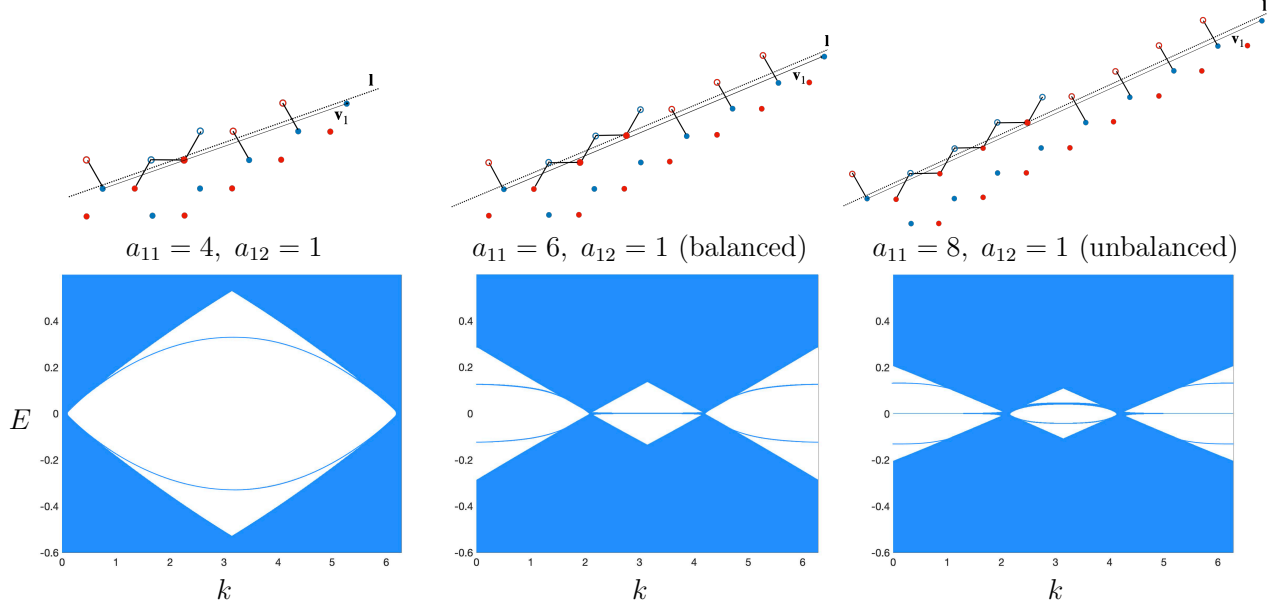 l
v₁
l
v₁
l
v₁
a₁₁ = 4, a₁₂ = 1
a₁₁ = 6, a₁₂ = 1 (balanced)
a₁₁ = 8, a₁₂ = 1 (unbalanced)
E
0.4
0.2
0
-0.2
-0.4
-0.6
0 1 2 3 4 5 6
k
0.4
0.2
0
-0.2
-0.4
-0.6
0 1 2 3 4 5 6
k
0.4
0.2
0
-0.2
-0.4
-0.6
0 1 2 3 4 5 6
k